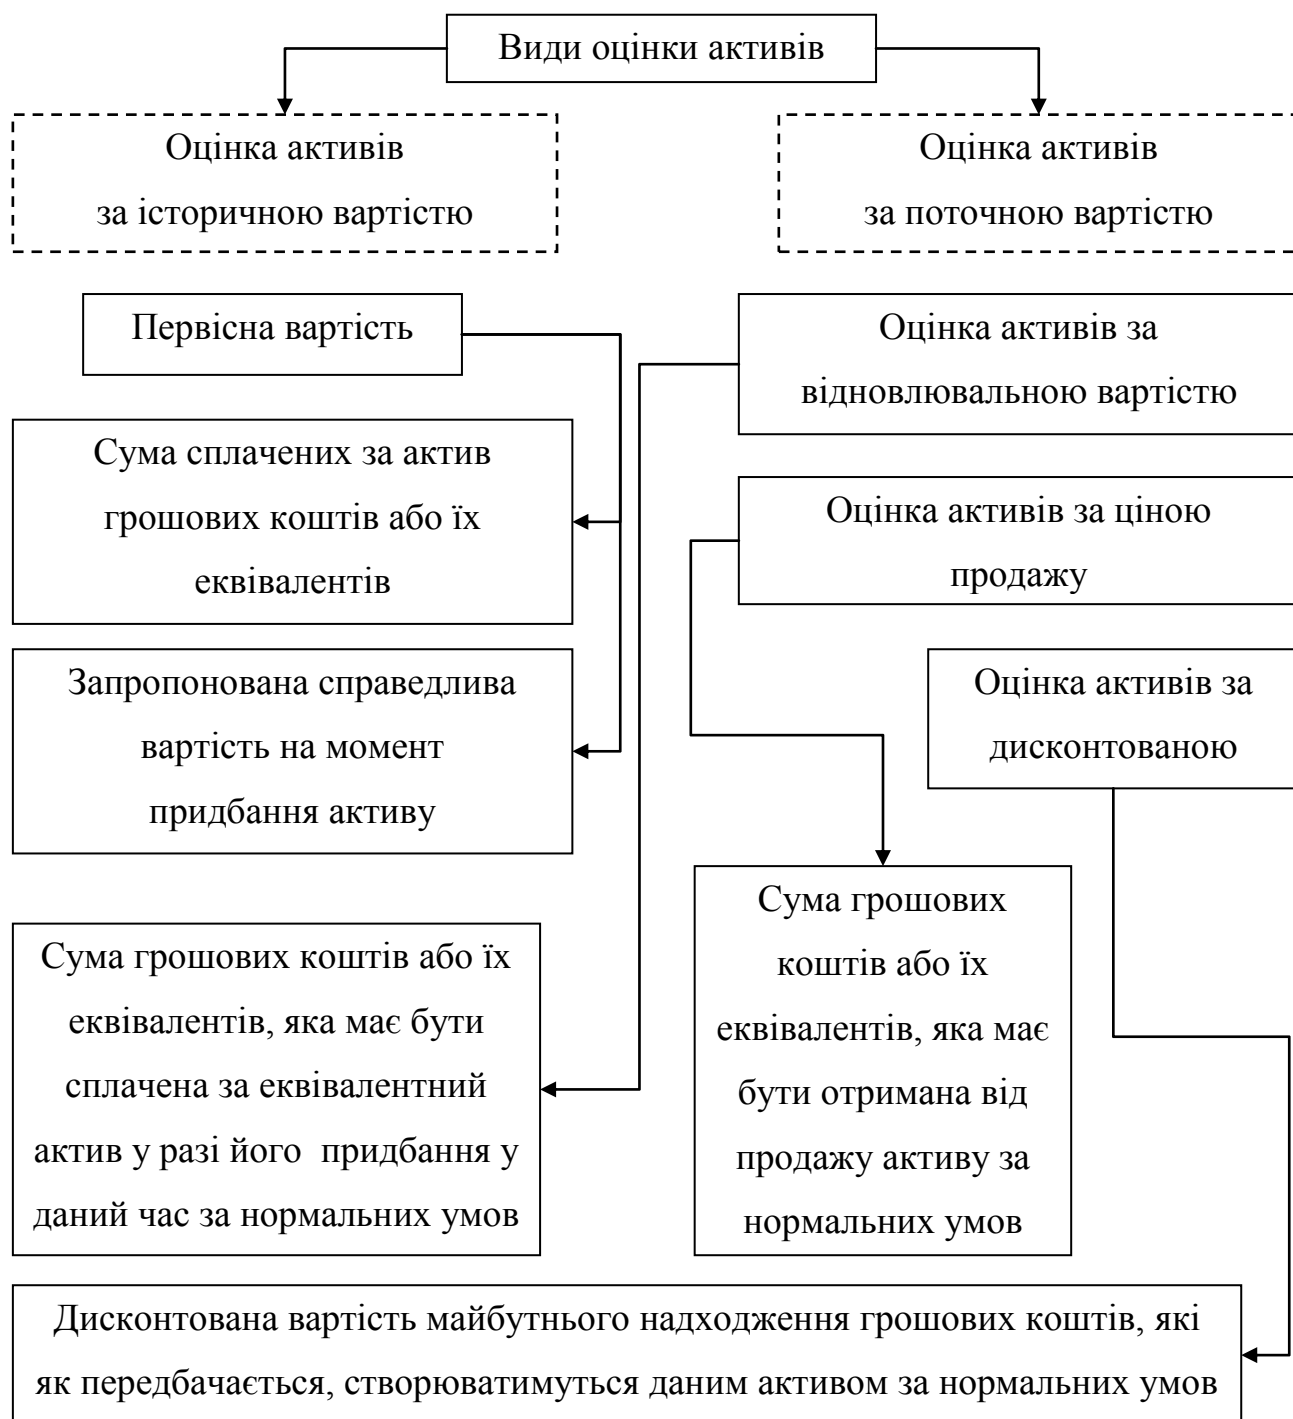 Види оцінки активів
Оцінка активів
за історичною вартістю
Оцінка активів
за поточною вартістю
Первісна вартість
Оцінка активів за
відновлювальною вартістю
Сума сплачених за актив
грошових коштів або їх
еквівалентів
Оцінка активів за ціною
продажу
Запропонована справедлива
вартість на момент
придбання активу
Оцінка активів за
дисконтованою
Сума грошових коштів або їх
еквівалентів, яка має бути
сплачена за еквівалентний
актив у разі його придбання у
даний час за нормальних умов
Сума грошових
коштів або їх
еквівалентів, яка має
бути отримана від
продажу активу за
нормальних умов
Дисконтована вартість майбутнього надходження грошових коштів, які
як передбачається, створюватимуться даним активом за нормальних умов